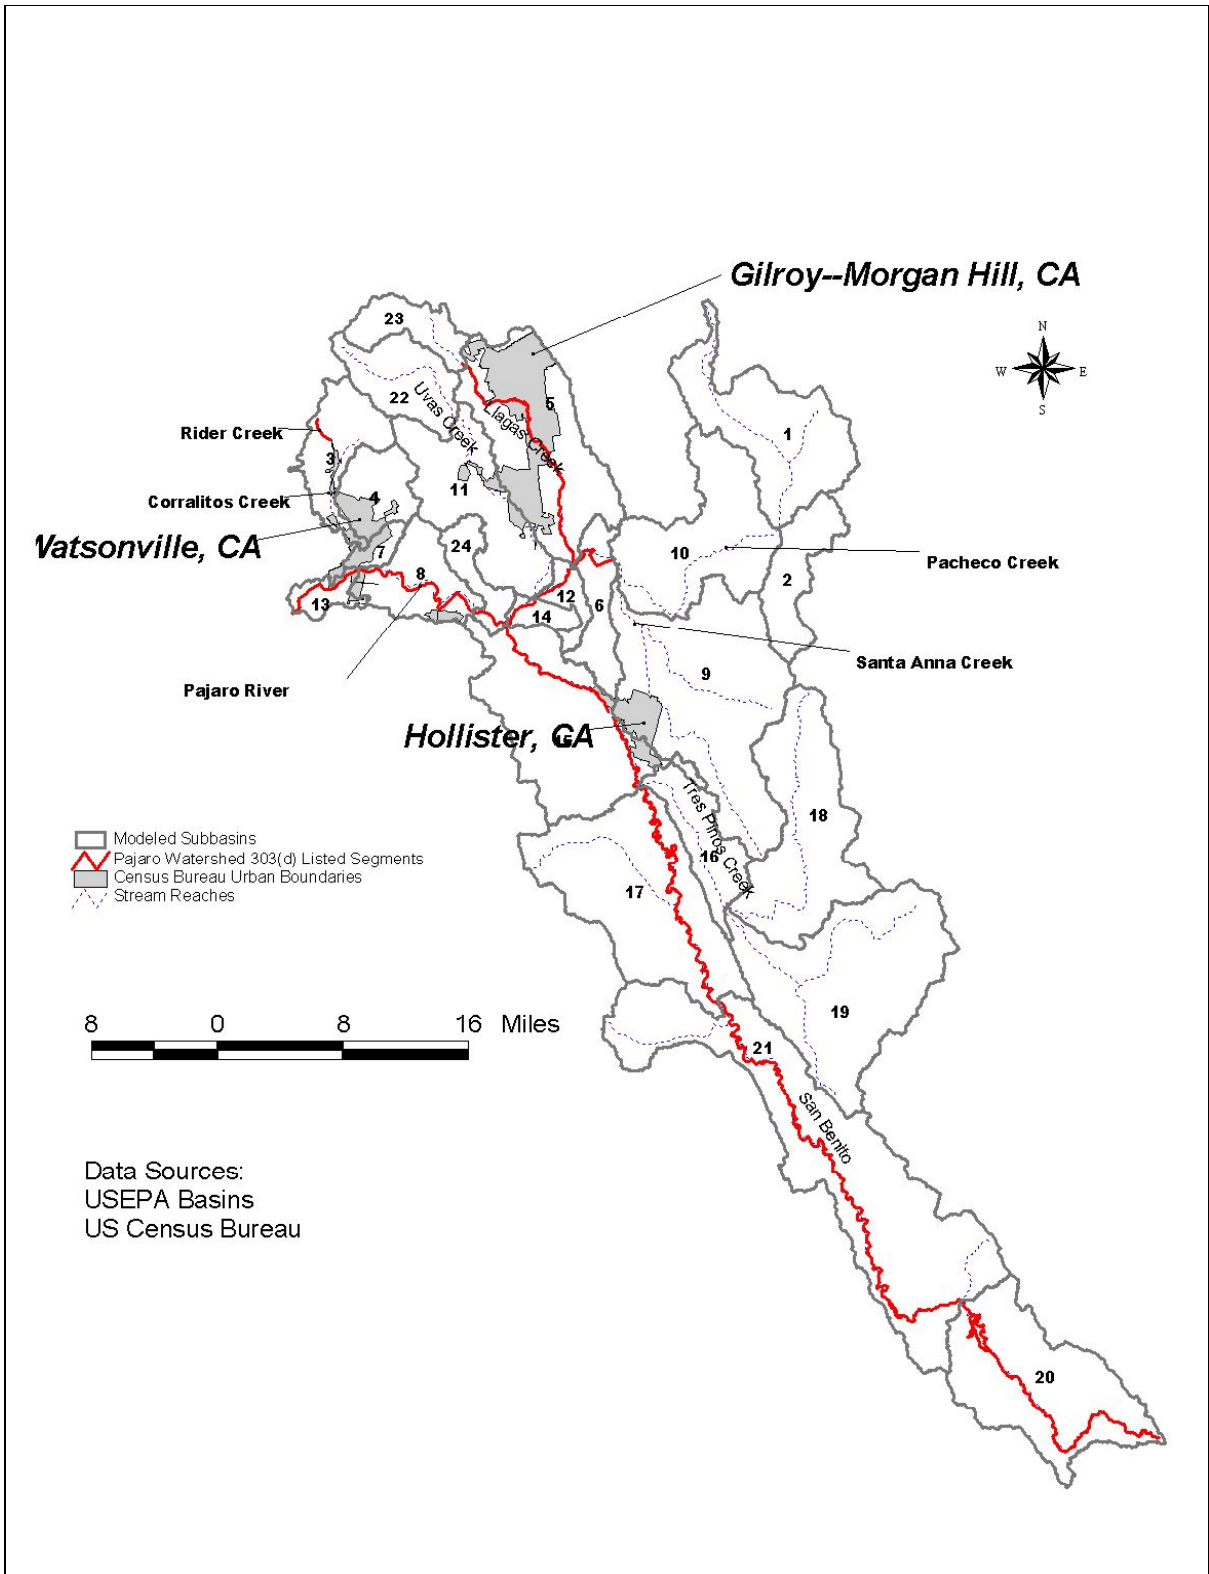 Gilroy--Morgan Hill, CA
N
W E
S
23
22
Uvas Creek
Llagas Creek
5
1
Rider Creek
3
Corralitos Creek
4
11
Watsonville, CA
7
24
10
Pacheco Creek
2
8
12
6
13
14
Santa Anna Creek
9
Pajaro River
Hollister, CA
Tres Pinos Creek
18
16
17
Modeled Subbasins
Pajaro Watershed 303(d) Listed Segments
Census Bureau Urban Boundaries
Stream Reaches
19
8 0 8 16 Miles
21
San Benito
Data Sources:
USEPA Basins
US Census Bureau
20